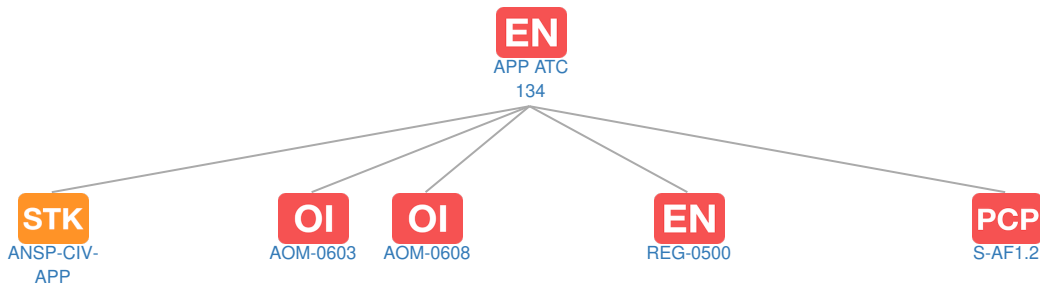 EN
APP ATC
134
STK
OI
OI
EN
PCP
ANSP-CIV-
APP
AOM-0603
AOM-0608
REG-0500
S-AF1.2